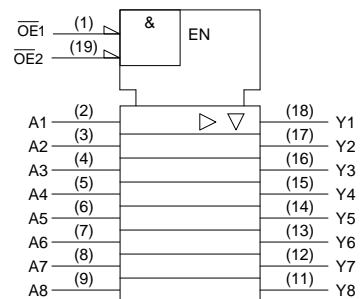 OE1 (1) & EN
OE2 (19)
A1 (2) (18) Y1
A2 (3) (17) Y2
A3 (4) (16) Y3
A4 (5) (15) Y4
A5 (6) (14) Y5
A6 (7) (13) Y6
A7 (8) (12) Y7
A8 (9) (11) Y8